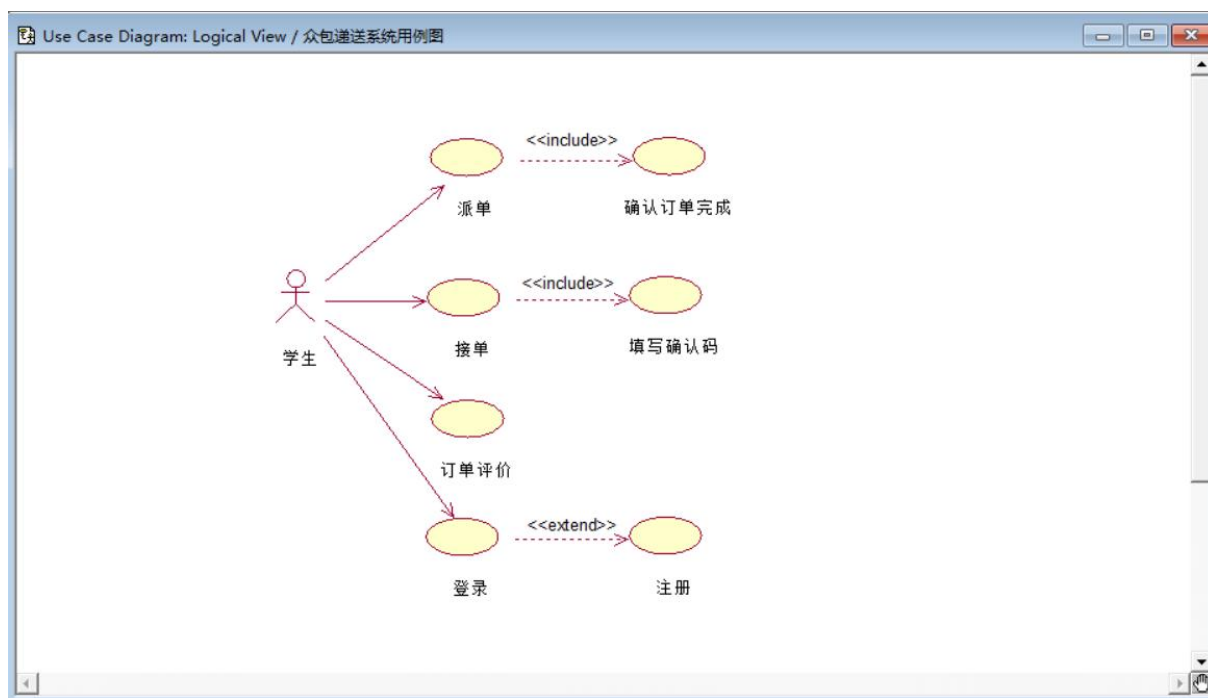 Use Case Diagram: Logical View / 众包递送系统用例图
<<include>>
派单
确认订单完成
<<include>>
学生
接单
填写确认码
订单评价
<<extend>>
登录
注册